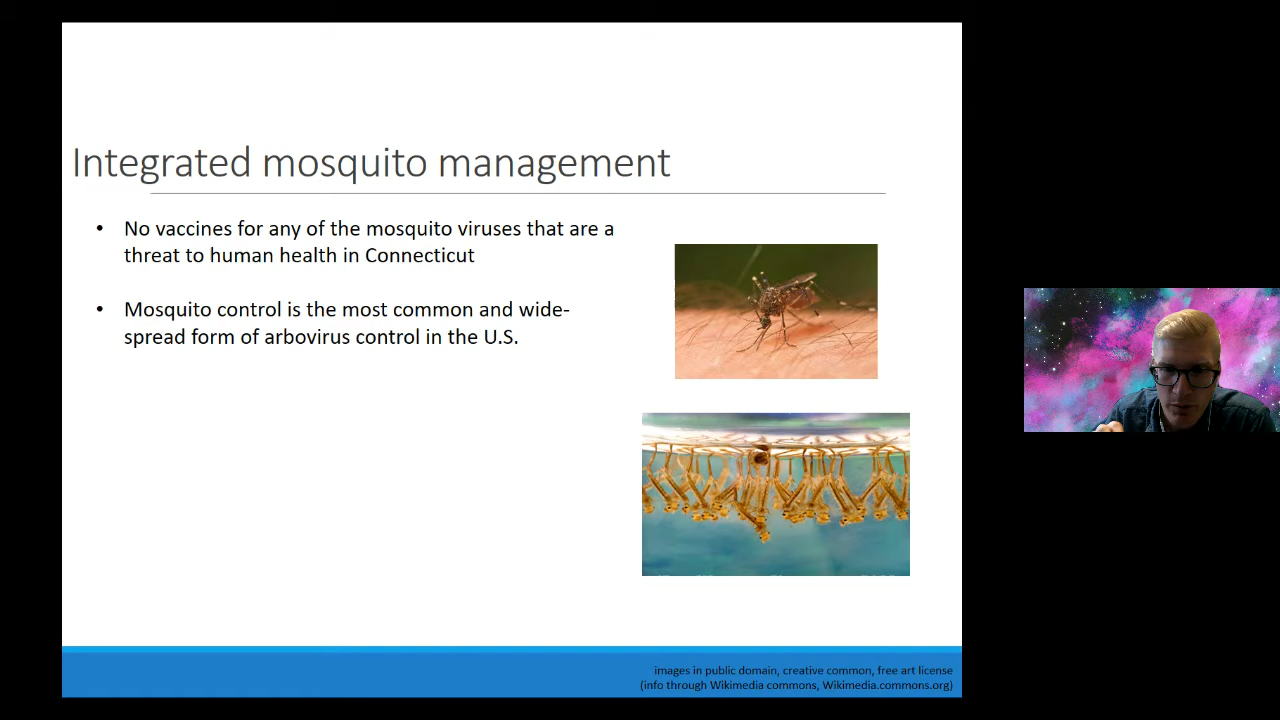 Integrated mosquito management
• No vaccines for any of the mosquito viruses that are a
threat to human health in Connecticut
• Mosquito control is the most common and wide-
spread form of arbovirus control in the U.S.
images in public domain, creative common, free art license
(info through Wikimedia commons, Wikimedia.commons.org)